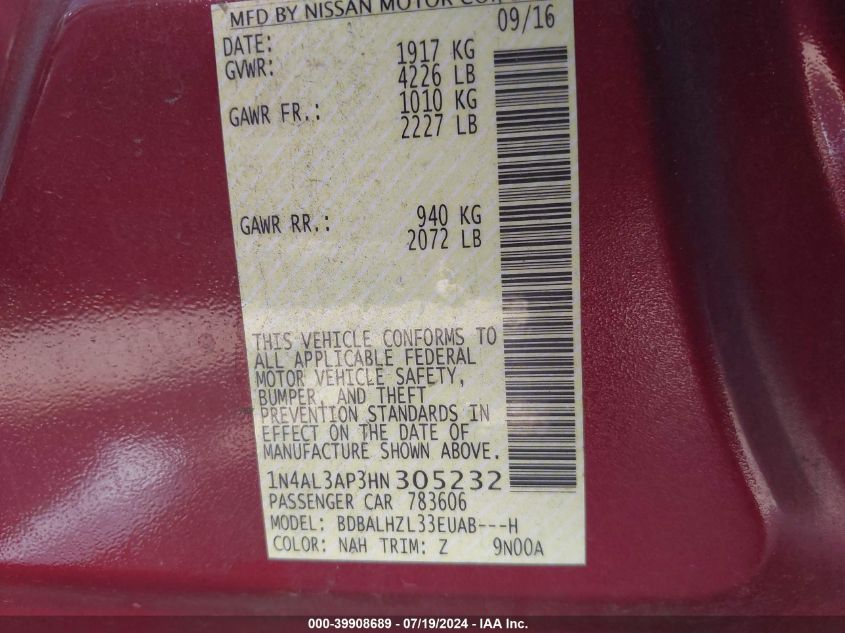 MFD BY NISSAN MOTOR CO.
DATE: 09/16
GVWR: 1917 KG
4226 LB
GAWR FR.: 1010 KG
2227 LB
GAWR RR.: 940 KG
2072 LB
THIS VEHICLE CONFORMS TO
ALL APPLICABLE FEDERAL
MOTOR VEHICLE SAFETY,
BUMPER, AND THEFT
PREVENTION STANDARDS IN
EFFECT ON THE DATE OF
MANUFACTURE SHOWN ABOVE.
1N4AL3AP3HN305232
PASSENGER CAR 783606
MODEL: BDBALHZL33EUAB---H
COLOR: NAH TRIM: Z 9N00A
000-39908689 - 07/19/2024 - IAA Inc.